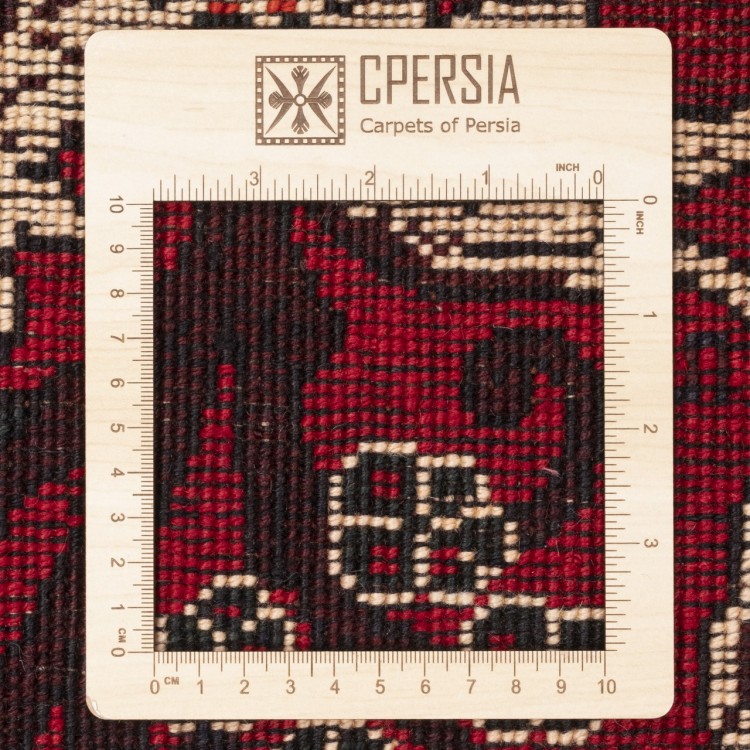 CPERSIA
Carpets of Persia
INCH
3 2 1 0
10 0
9 INCH
8
7 1
6
5 2
4
3 3
2
1
CM
0
0 CM 1 2 3 4 5 6 7 8 9 10